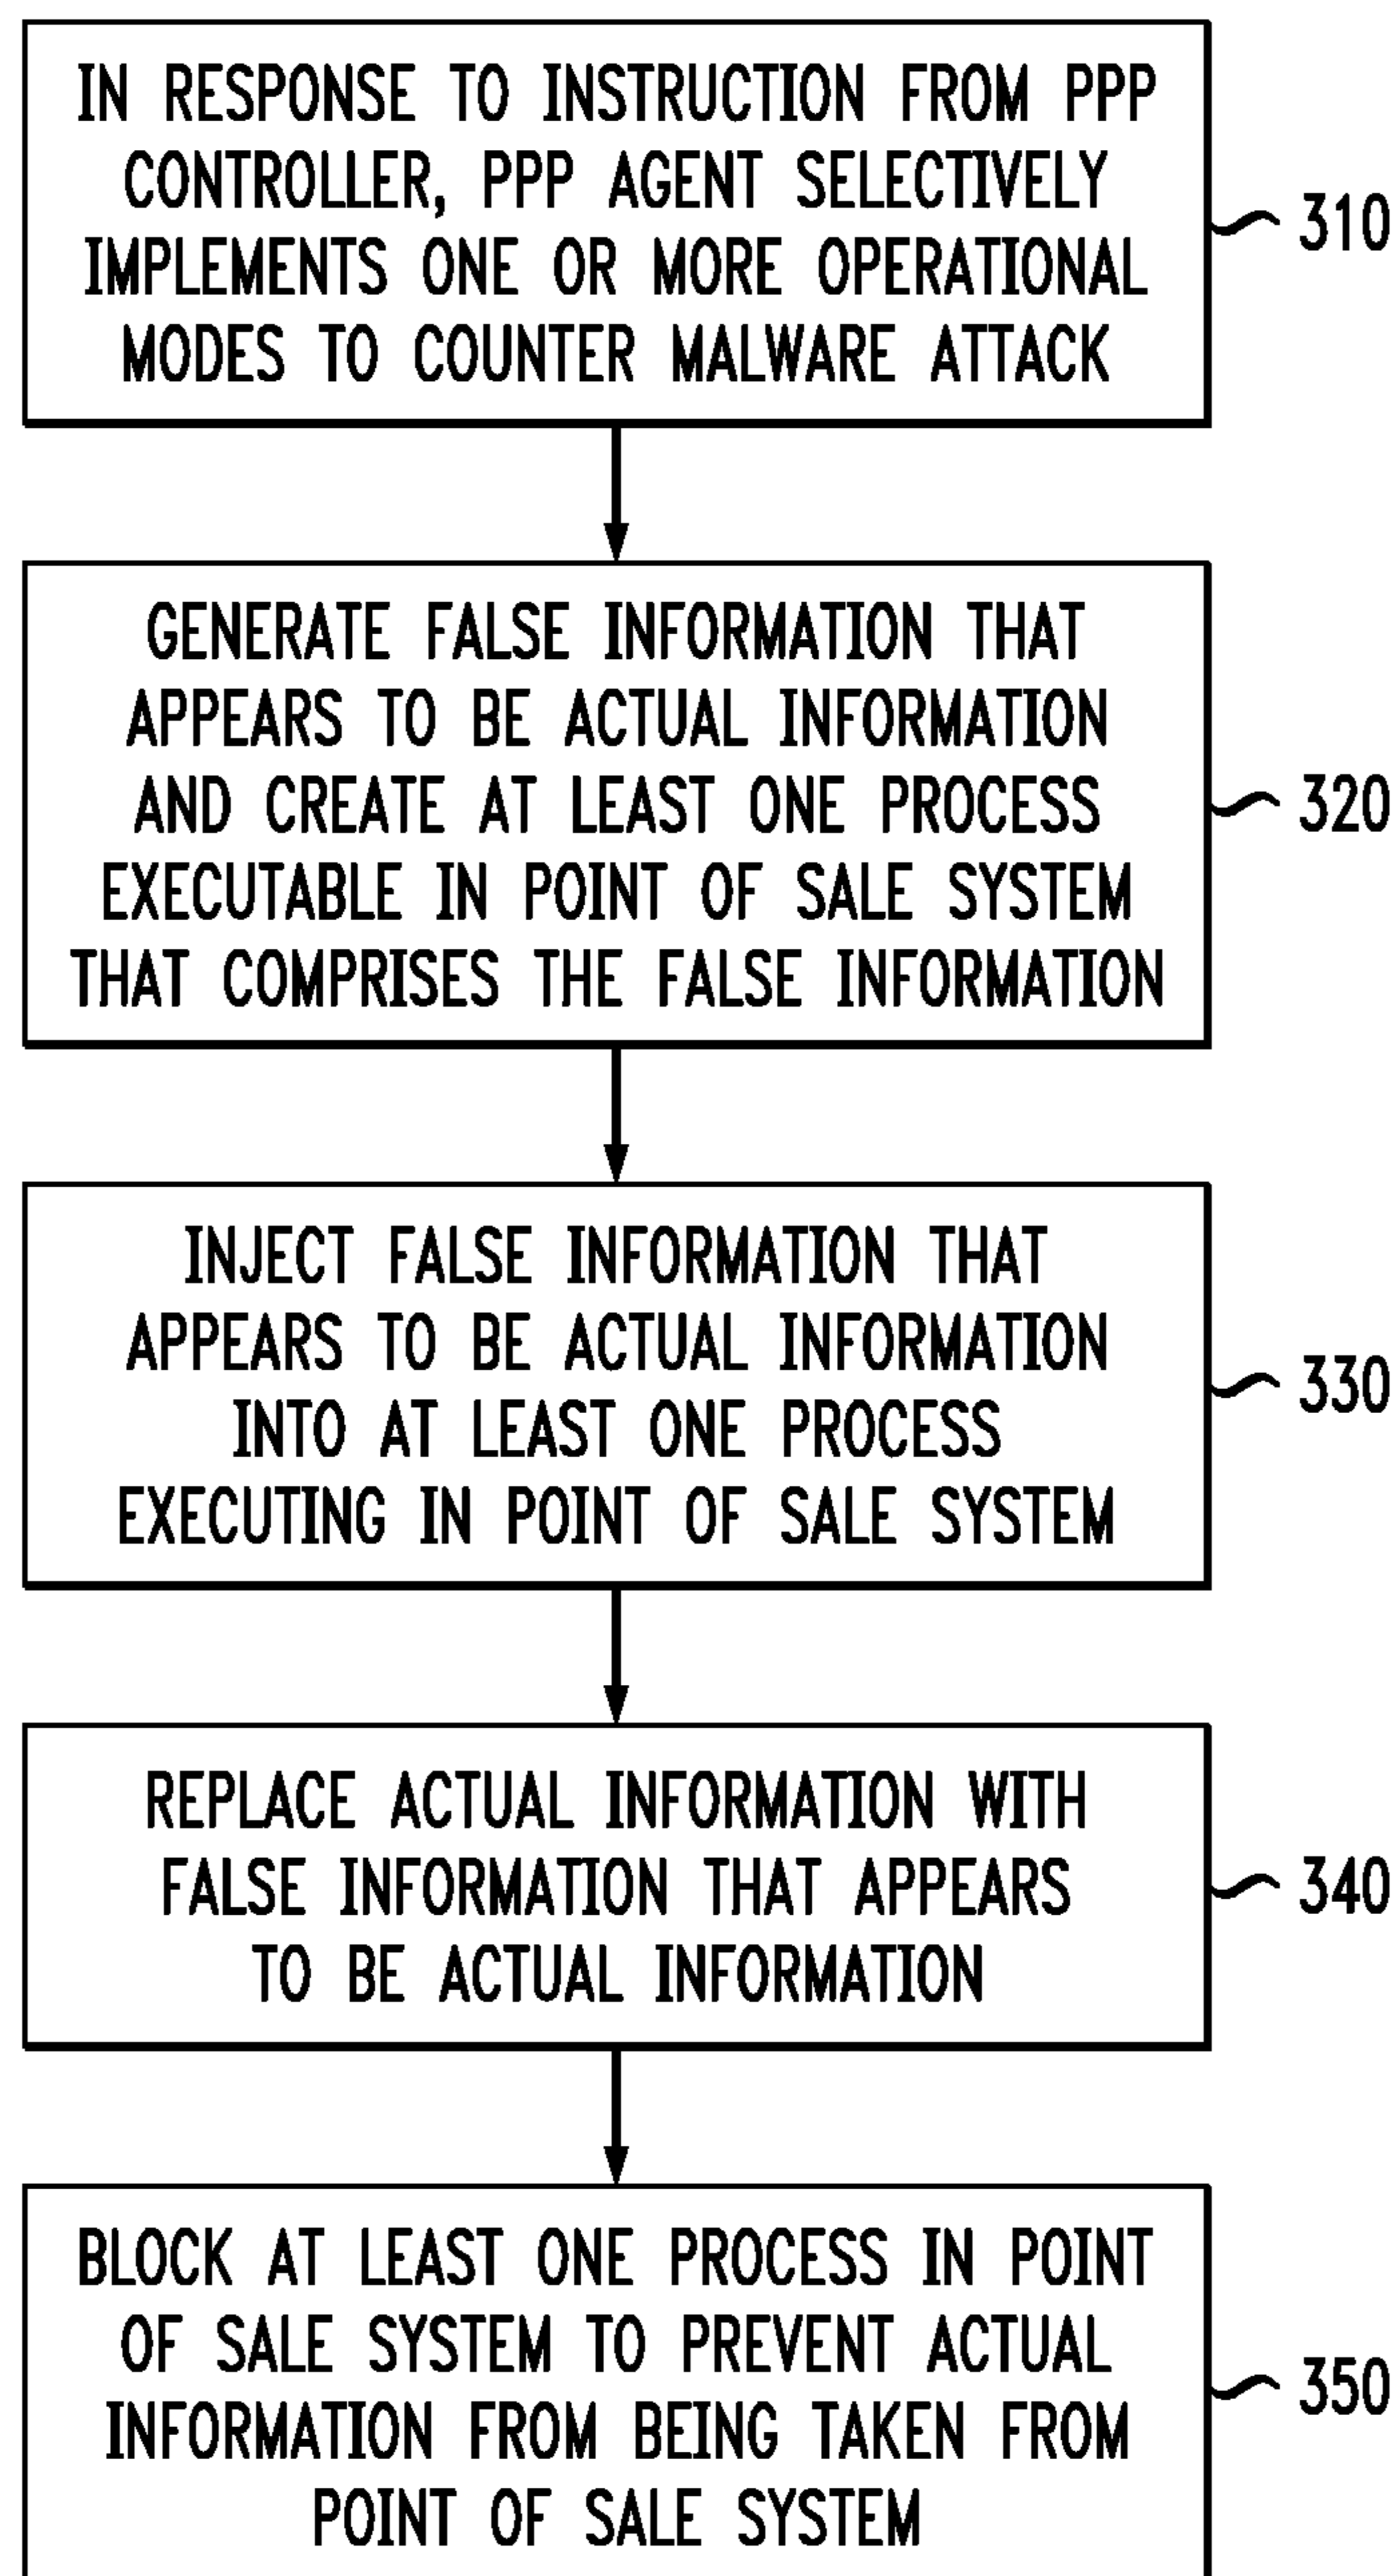 IN RESPONSE TO INSTRUCTION FROM PPP
CONTROLLER, PPP AGENT SELECTIVELY
IMPLEMENTS ONE OR MORE OPERATIONAL
MODES TO COUNTER MALWARE ATTACK
310
GENERATE FALSE INFORMATION THAT
APPEARS TO BE ACTUAL INFORMATION
AND CREATE AT LEAST ONE PROCESS
EXECUTABLE IN POINT OF SALE SYSTEM
THAT COMPRISES THE FALSE INFORMATION
320
INJECT FALSE INFORMATION THAT
APPEARS TO BE ACTUAL INFORMATION
INTO AT LEAST ONE PROCESS
EXECUTING IN POINT OF SALE SYSTEM
330
REPLACE ACTUAL INFORMATION WITH
FALSE INFORMATION THAT APPEARS
TO BE ACTUAL INFORMATION
340
BLOCK AT LEAST ONE PROCESS IN POINT
OF SALE SYSTEM TO PREVENT ACTUAL
INFORMATION FROM BEING TAKEN FROM
POINT OF SALE SYSTEM
350